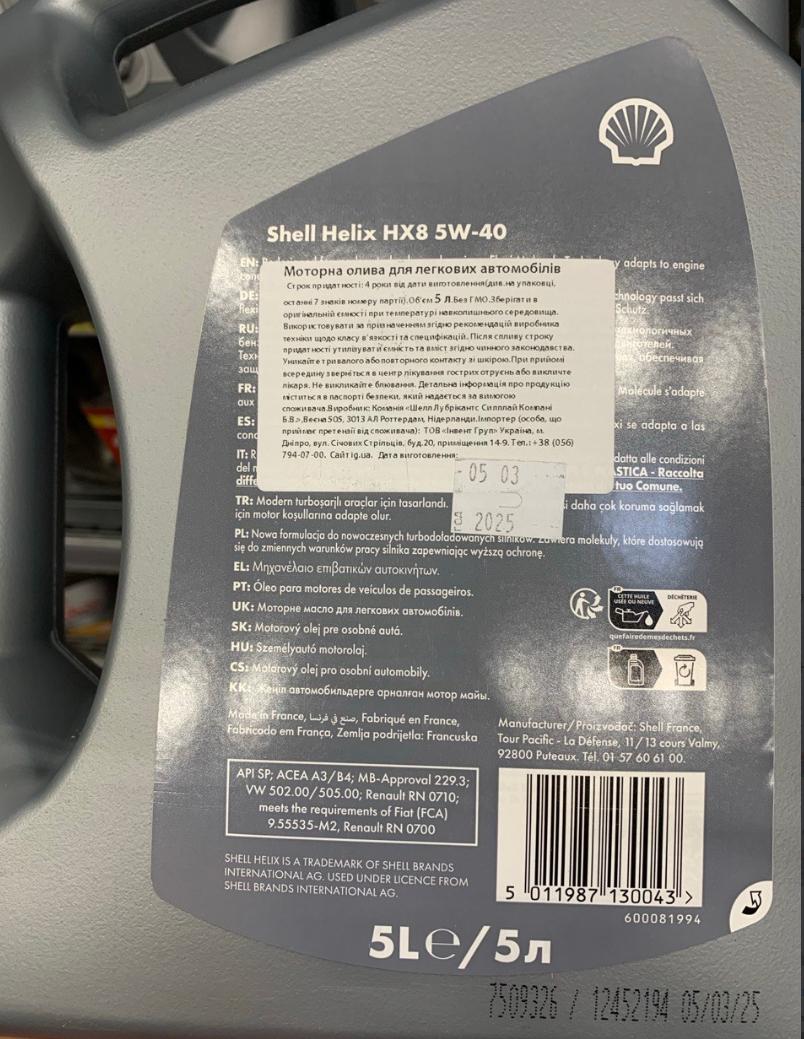 Shell Helix HX8 5W-40
EN:
adapts to engine
Моторна олива для легкових автомобілів
Строк придатності: 4 роки від дати виготовлення(див.на упаковці,
останні 7 знаків номеру партії).Об'єм 5 Л.Без ГМО.Зберігати в
оригінальній ємності при температурі навколишнього середовища.
Використовувати за призначенням згідно рекомендацій виробника
техніки щодо класу в'язкості та специфікацій. Після спливу строку
придатності утилізувати ємність та вміст згідно чинного законодавства.
Уникайте тривалого або повторного контакту зі шкірою.При прийомі
всередину зверніться в центр лікування гострих отруєнь або викличте
лікаря. Не викликайте блювання. Детальна інформація про продукцію
міститься в паспорті безпеки, який надається за вимогою
споживача.Виробник:
Б.В.>,Веена 505, 3013 АЛ Роттердам, Нідерланди.Імпортер (особа, що
приймає претензії від споживача): ТОВ «Інвент Груп» Україна, м.
Дніпро, вул. Січових Стрільців, буд.20, приміщення 14-9. Тел.:+38 (056)
794-07-00. Сайт ig.ua. Дата виготовлення:
05 03
2025
DE:
chnology passt sich
Schutz.
RU:
обеспечивая
FR:
Molécule s'adapte
aux
ES:
se adapta a las
IT:
datta alle condizioni
del
ASTICA - Raccolta
tuo Comune.
TR: Modern turboşarjlı araçlar için tasarlandı.
daha çok koruma sağlamak
için motor koşullarına adapte olur.
PL: Nowa formulacja do nowoczesnych turbodoładowanych silników. Zawiera molekuły, które dostosowują
się do zmiennych warunków pracy silnika zapewniając wyższą ochronę.
EL: Μηχανέλαιο επιβατικών αυτοκινήτων.
PT: Óleo para motores de veículos de passageiros.
UK: Моторне масло для легкових автомобілів.
SK: Motorový olej pre osobné autá.
HU: Személyautó motorolaj.
CS: Motorový olej pro osobní automobily.
KK: Жеңіл автомобильдерге арналған мотор майы.
FR
CETTE HUILE
USÉE OU NEUVE
DÉCHÈTERIE
quefairedemesdechets.fr
FR
Made in France, صنع في فرنسا, Fabriqué en France,
Fabricado em França, Zemlja podrijetla: Francuska
Manufacturer/Proizvođač: Shell France,
Tour Pacific - La Défense, 11/13 cours Valmy,
92800 Puteaux. Tél. 01 57 60 61 00.
API SP; ACEA A3/B4; MB-Approval 229.3;
VW 502.00/505.00; Renault RN 0710;
meets the requirements of Fiat (FCA)
9.55535-M2, Renault RN 0700
SHELL HELIX IS A TRADEMARK OF SHELL BRANDS
INTERNATIONAL AG. USED UNDER LICENCE FROM
SHELL BRANDS INTERNATIONAL AG.
5 011987 130043 >
600081994
5L℮/5л
7509326 / 12452194 05/03/25